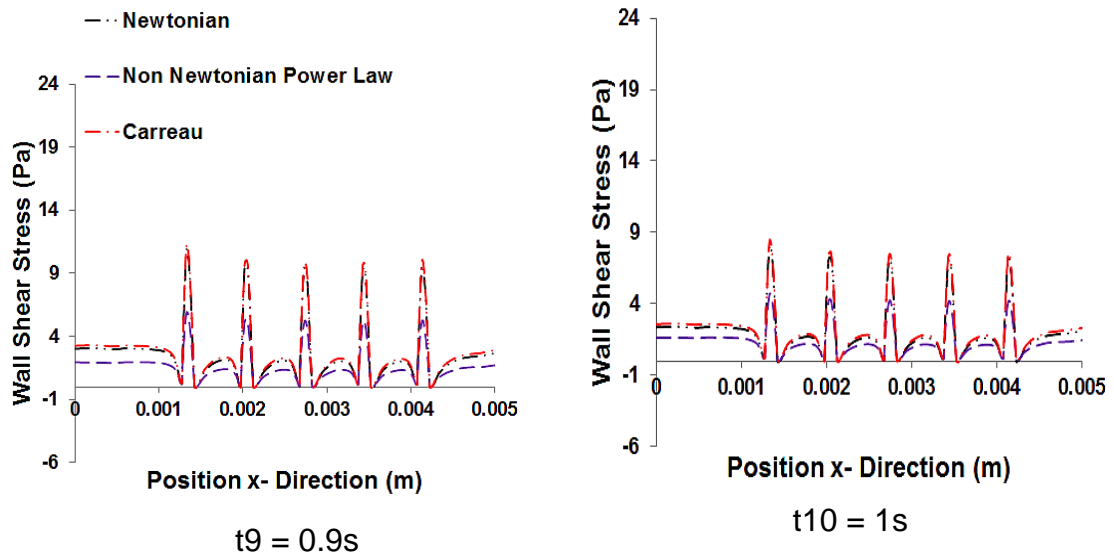 Newtonian
Non Newtonian Power Law
Carreau
Wall Shear Stress (Pa)
24
19
14
9
4
-1
-6
0
0.001
0.002
0.003
0.004
0.005
Position x- Direction (m)
t9 = 0.9s
Wall Shear Stress (Pa)
24
19
14
9
4
-1
-6
0
0.001
0.002
0.003
0.004
0.005
Position x- Direction (m)
t10 = 1s